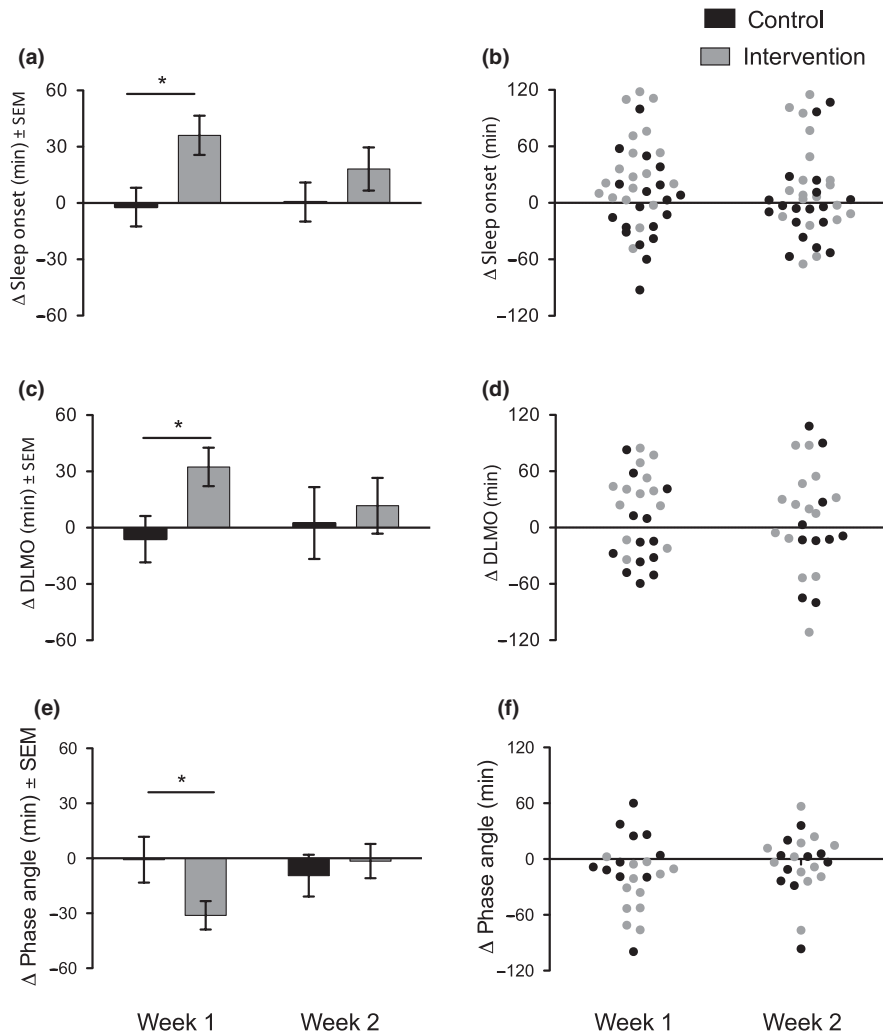 Control
Intervention
(a)
Δ Sleep onset (min) ± SEM
60
30
0
–30
–60
*
(b)
Δ Sleep onset (min)
120
60
0
–60
–120
(c)
Δ DLMO (min) ± SEM
60
30
0
–30
–60
*
(d)
Δ DLMO (min)
120
60
0
–60
–120
(e)
Δ Phase angle (min) ± SEM
60
30
0
–30
–60
*
Week 1
Week 2
(f)
Δ Phase angle (min)
120
60
0
–60
–120
Week 1
Week 2